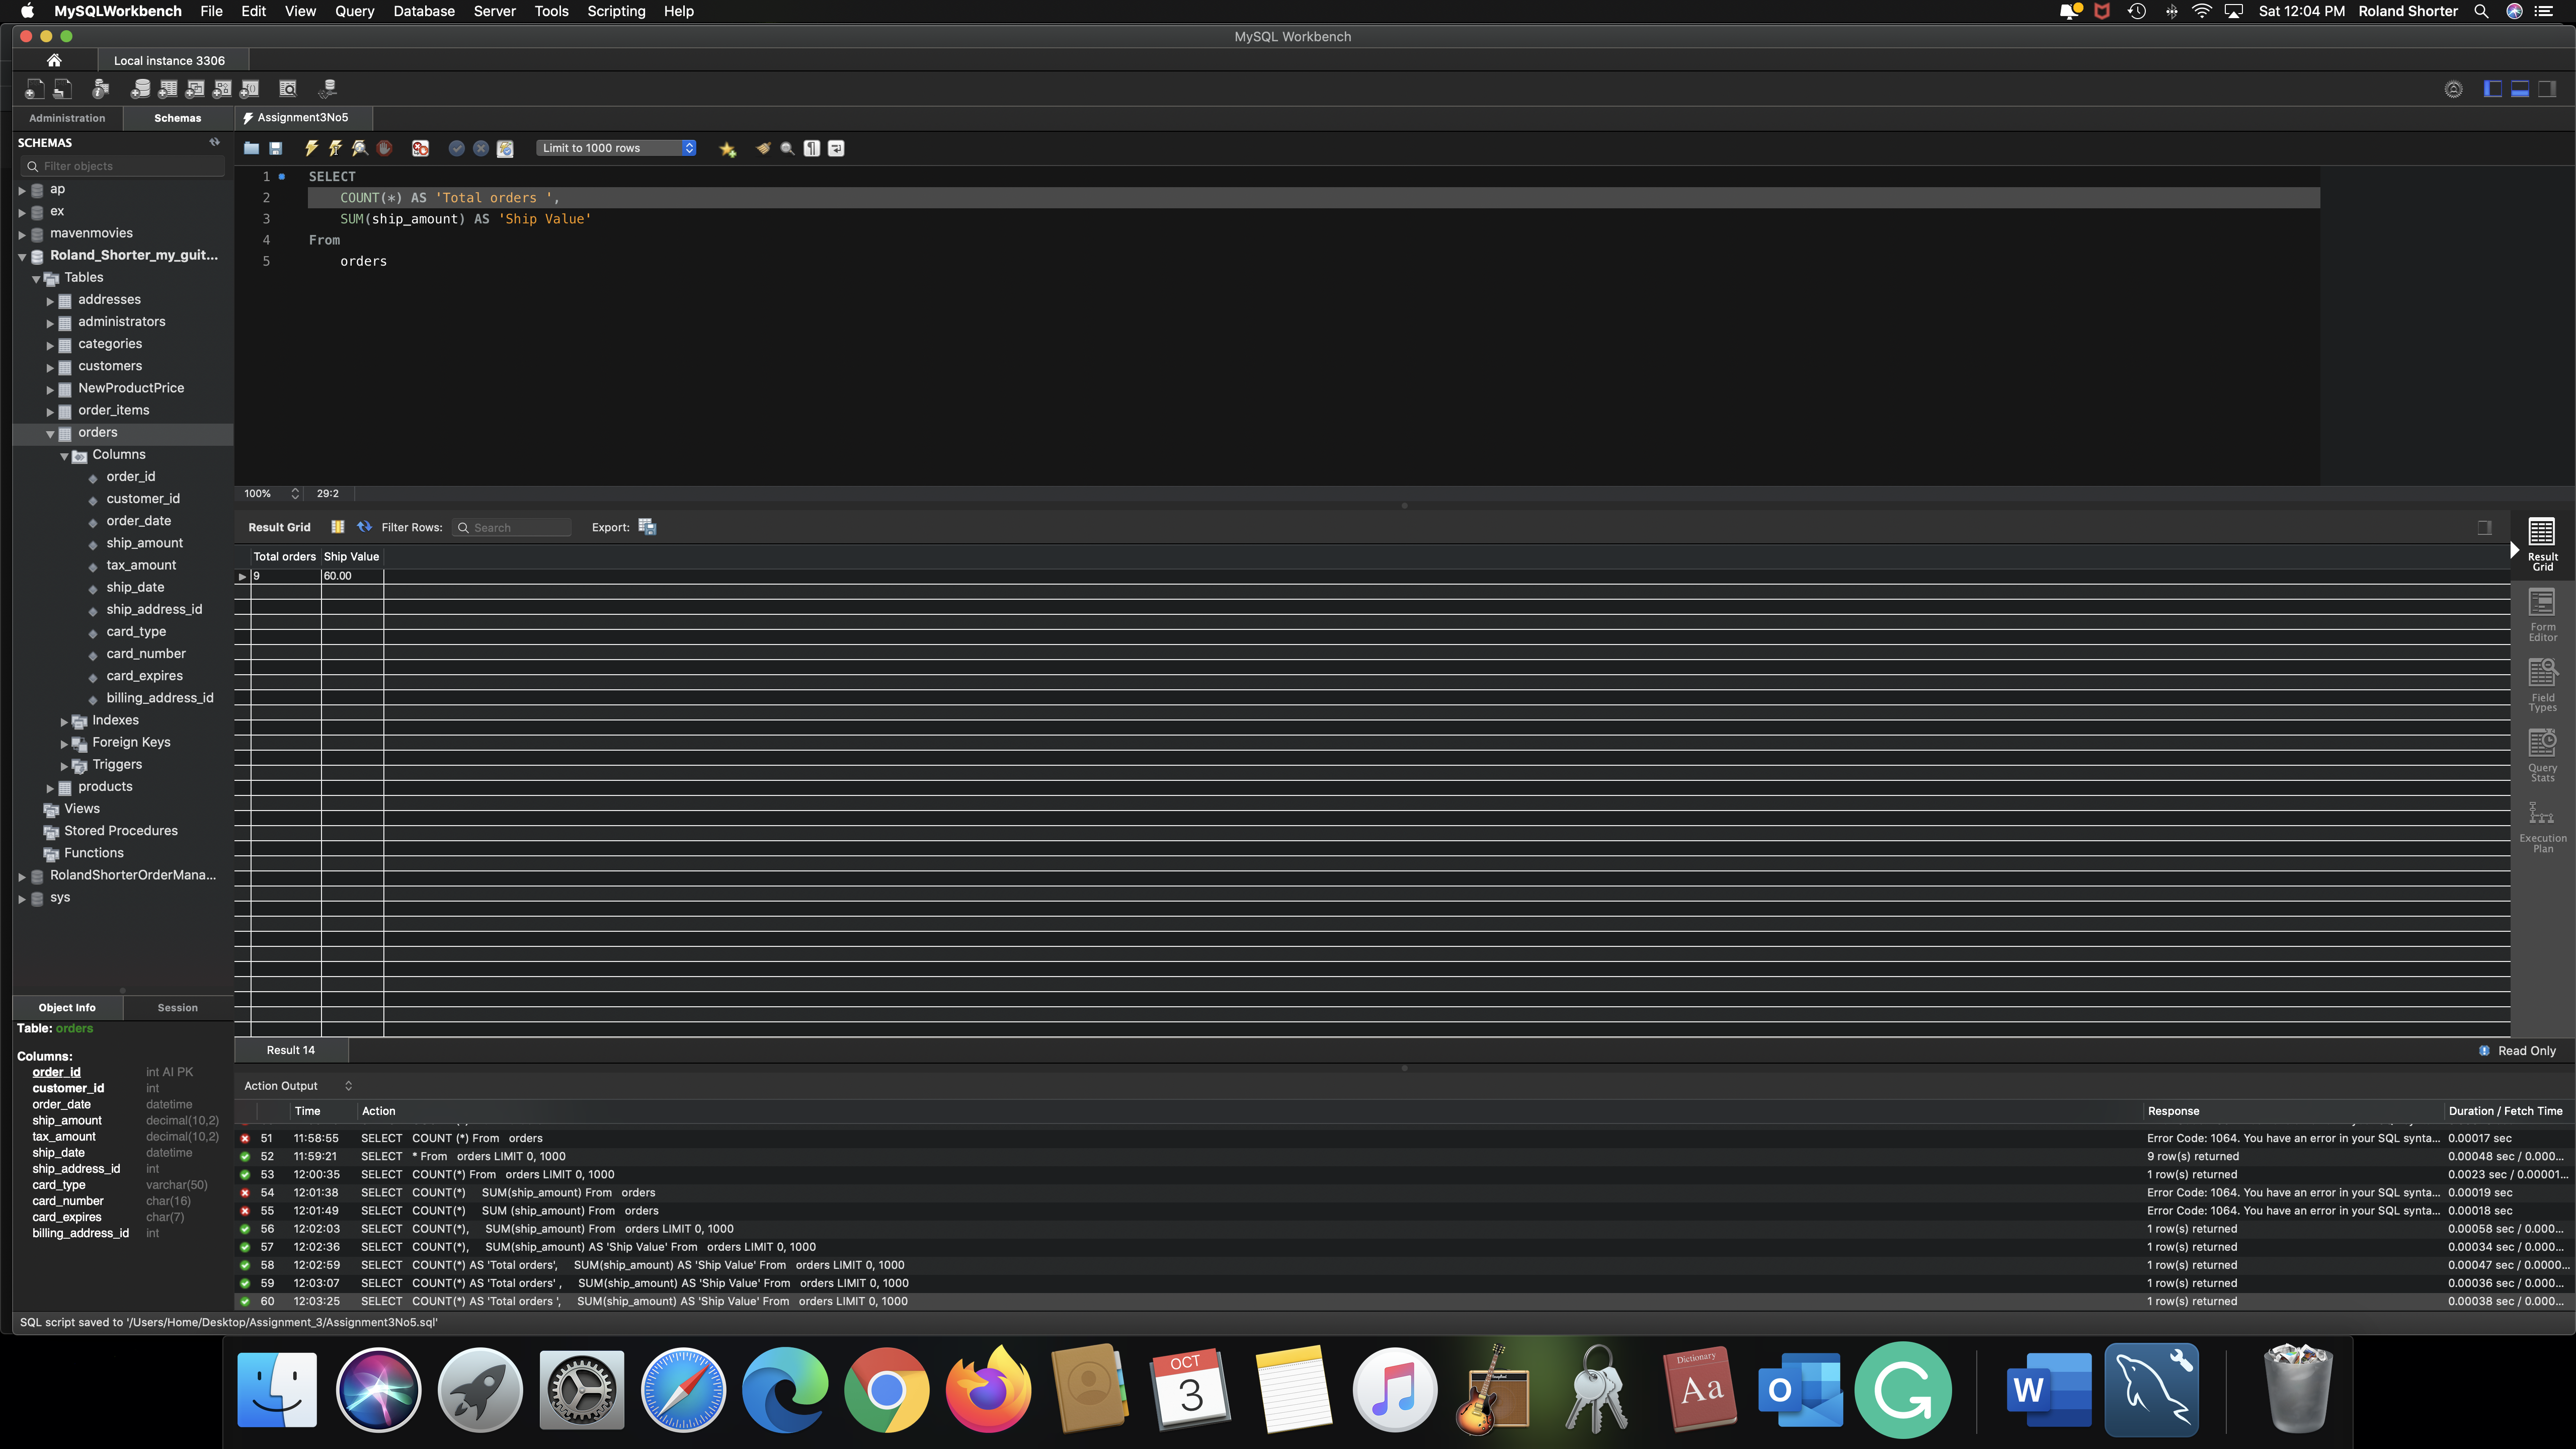 MySQLWorkbench File Edit View Query Database Server Tools Scripting Help Sat 12:04 PM Roland Shorter
MySQL Workbench
Local instance 3306
Administration Schemas Assignment3No5
SCHEMAS
Filter objects
Limit to 1000 rows
ap
ex
mavenmovies
Roland_Shorter_my_guit...
Tables
addresses
administrators
categories
customers
NewProductPrice
order_items
orders
Columns
order_id
customer_id
order_date
ship_amount
tax_amount
ship_date
ship_address_id
card_type
card_number
card_expires
billing_address_id
Indexes
Foreign Keys
Triggers
products
Views
Stored Procedures
Functions
RolandShorterOrderMana...
sys
1 SELECT
2 COUNT(*) AS 'Total orders ',
3 SUM(ship_amount) AS 'Ship Value'
4 From
5 orders
100% 29:2
Result Grid Filter Rows: Search Export:
Total orders Ship Value
9 60.00
Result Grid
Form Editor
Field Types
Query Stats
Execution Plan
Result 14 Read Only
Object Info Session
Table: orders
Columns:
order_id int AI PK
customer_id int
order_date datetime
ship_amount decimal(10,2)
tax_amount decimal(10,2)
ship_date datetime
ship_address_id int
card_type varchar(50)
card_number char(16)
card_expires char(7)
billing_address_id int
Action Output
Time Action Response Duration / Fetch Time
51 11:58:55 SELECT COUNT (*) From orders Error Code: 1064. You have an error in your SQL synta... 0.00017 sec
52 11:59:21 SELECT * From orders LIMIT 0, 1000 9 row(s) returned 0.00048 sec / 0.000...
53 12:00:35 SELECT COUNT(*) From orders LIMIT 0, 1000 1 row(s) returned 0.0023 sec / 0.00001...
54 12:01:38 SELECT COUNT(*) SUM(ship_amount) From orders Error Code: 1064. You have an error in your SQL synta... 0.00019 sec
55 12:01:49 SELECT COUNT(*) SUM (ship_amount) From orders Error Code: 1064. You have an error in your SQL synta... 0.00018 sec
56 12:02:03 SELECT COUNT(*), SUM(ship_amount) From orders LIMIT 0, 1000 1 row(s) returned 0.00058 sec / 0.000...
57 12:02:36 SELECT COUNT(*), SUM(ship_amount) AS 'Ship Value' From orders LIMIT 0, 1000 1 row(s) returned 0.00034 sec / 0.000...
58 12:02:59 SELECT COUNT(*) AS 'Total orders', SUM(ship_amount) AS 'Ship Value' From orders LIMIT 0, 1000 1 row(s) returned 0.00047 sec / 0.0000...
59 12:03:07 SELECT COUNT(*) AS 'Total orders' , SUM(ship_amount) AS 'Ship Value' From orders LIMIT 0, 1000 1 row(s) returned 0.00036 sec / 0.000...
60 12:03:25 SELECT COUNT(*) AS 'Total orders ', SUM(ship_amount) AS 'Ship Value' From orders LIMIT 0, 1000 1 row(s) returned 0.00038 sec / 0.000...
SQL script saved to '/Users/Home/Desktop/Assignment_3/Assignment3No5.sql'
OCT
3
Dictionary
Aa
O
G
W